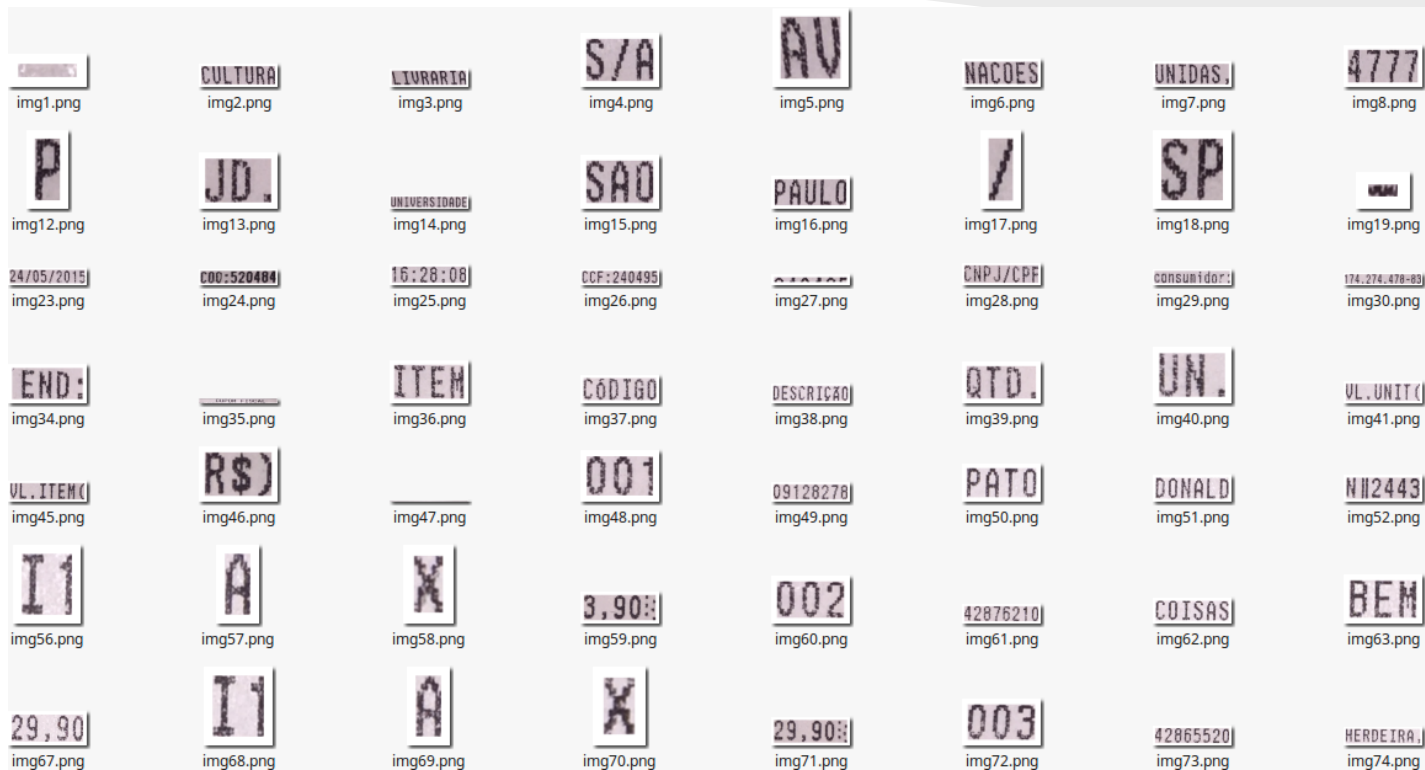 CULTURA LIVRARIA S/A AV NACOES UNIDAS, 4777
img1.png img2.png img3.png img4.png img5.png img6.png img7.png img8.png
P JD. UNIVERSIDADE SAO PAULO / SP -
img12.png img13.png img14.png img15.png img16.png img17.png img18.png img19.png
24/05/2015 COO:520484 16:28:08 CCF:240495 CNPJ/CPF consumidor: 174.274.478-83
img23.png img24.png img25.png img26.png img27.png img28.png img29.png img30.png
END: ITEM CóDIGO DESCRIÇÃO QTD. UN. VL.UNIT(
img34.png img35.png img36.png img37.png img38.png img39.png img40.png img41.png
VL.ITEM( R$) 001 09128278 PATO DONALD
img45.png img46.png img47.png img48.png img49.png img50.png img51.png img52.png
I1 A X 3,90 002 42876210 COISAS BEM
img56.png img57.png img58.png img59.png img60.png img61.png img62.png img63.png
29,90 I1 A X 29,90 003 42865520 HERDEIRA,
img67.png img68.png img69.png img70.png img71.png img72.png img73.png img74.png